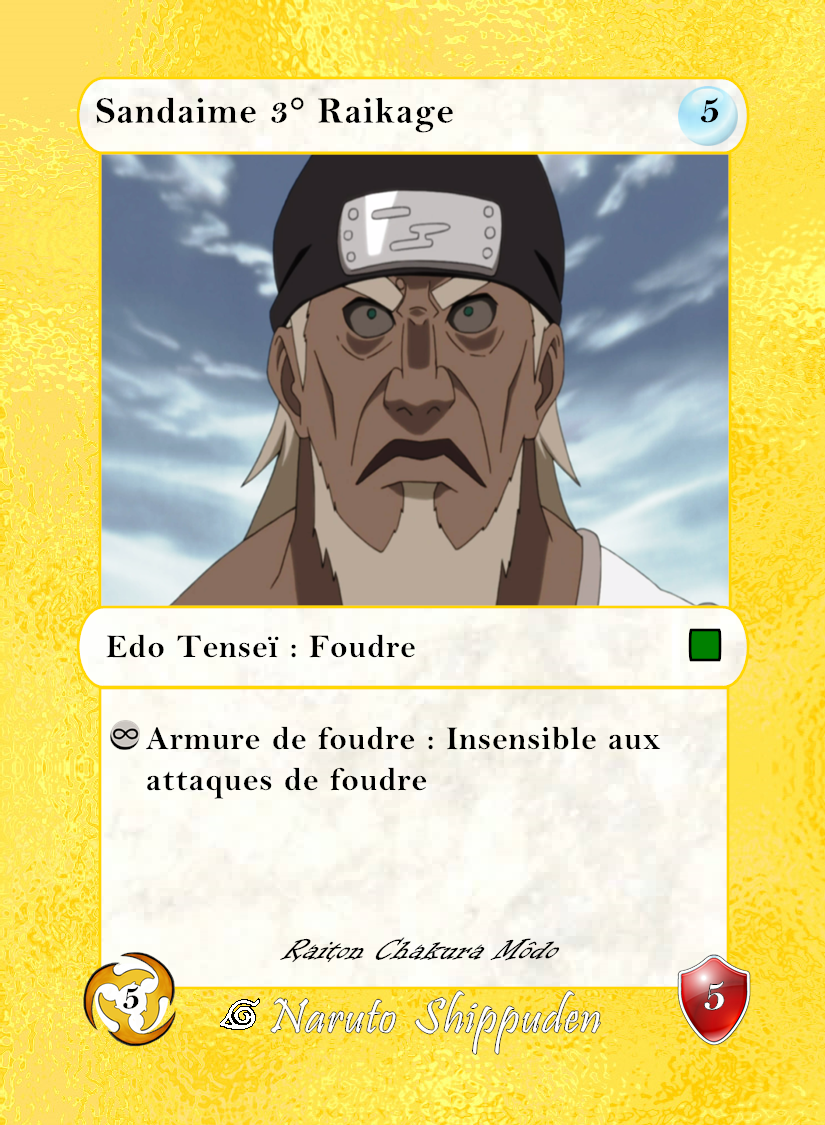 Sandaime 3° Raikage 5
Edo Tenseï : Foudre
Armure de foudre : Insensible aux
attaques de foudre
Raiton Chakura Môdo
5 Naruto Shippuden 5